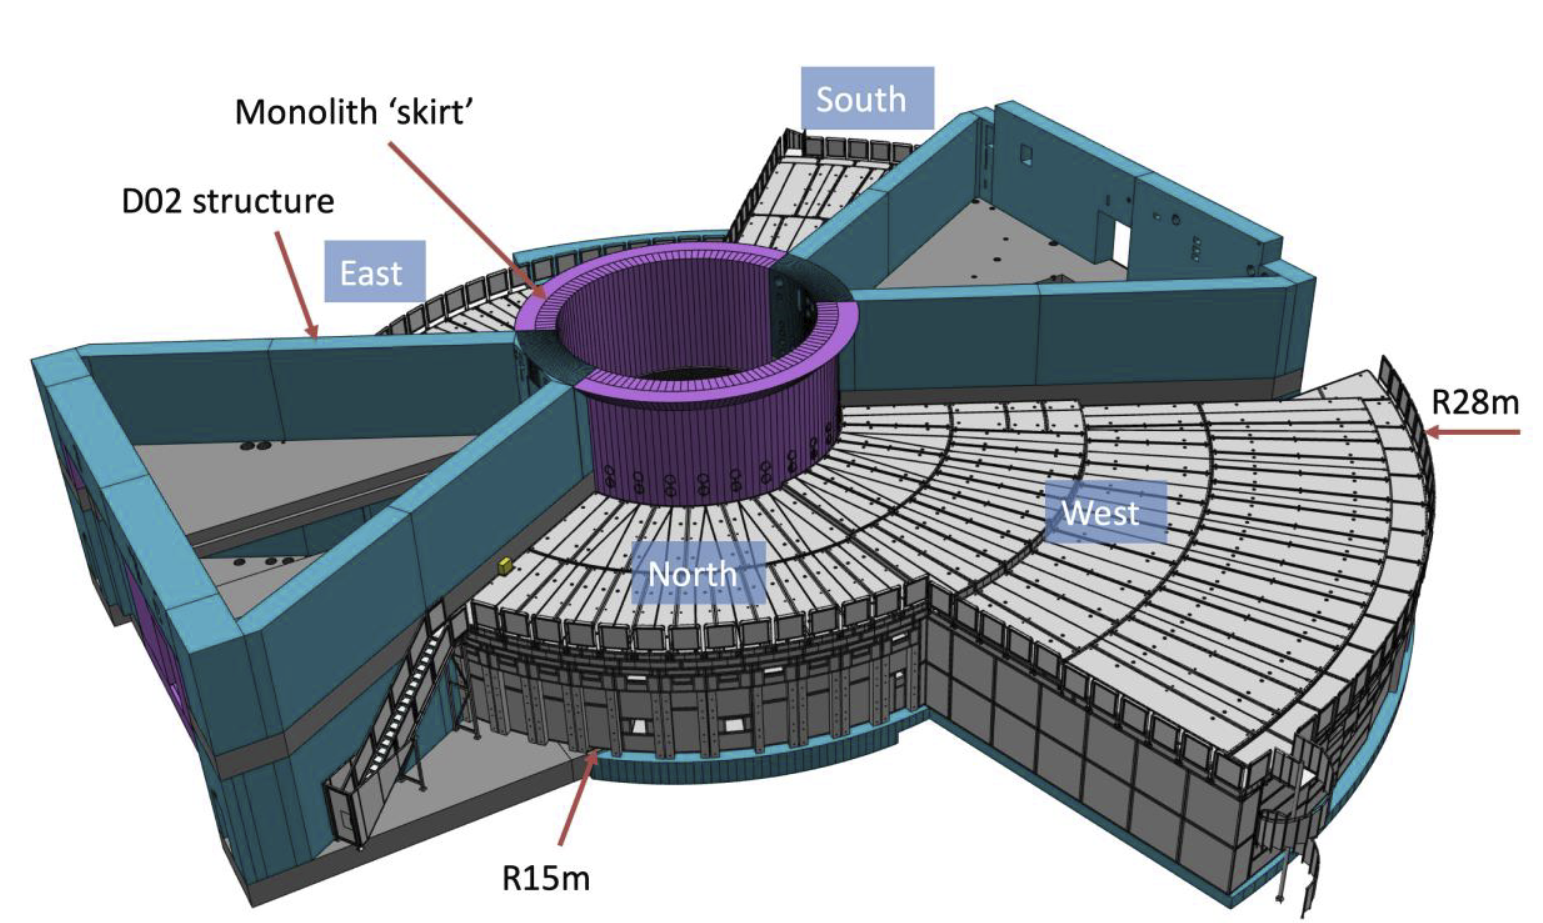 South
Monolith ‘skirt’
D02 structure
East
R28m
West
North
R15m